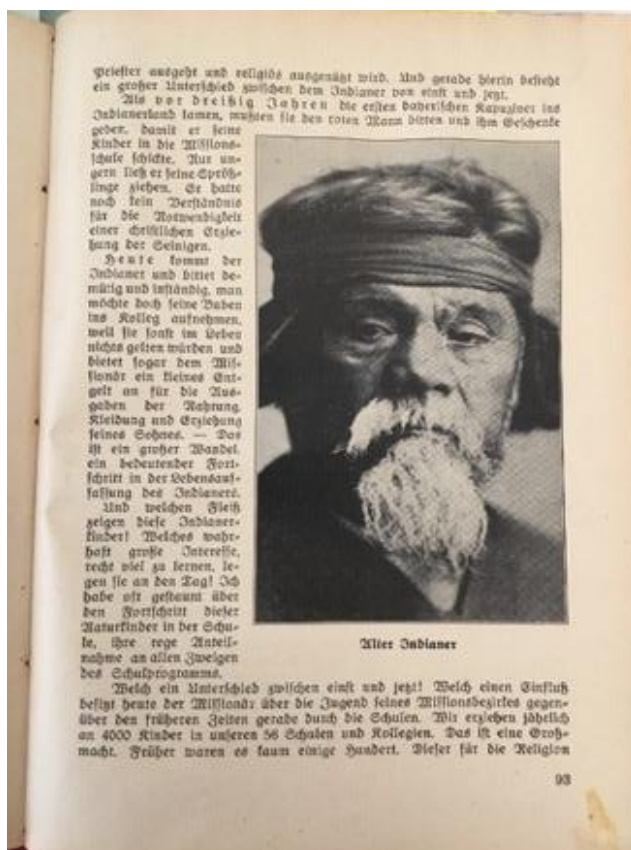 Priester ausgeht und religiös ausgenützt wird. Und gerade hierin besteht
ein großer Unterschied zwischen dem Indianer von einst und jetzt.
Als vor dreißig Jahren die ersten bayerischen Kapuziner ins
Indianerland kamen, mußten sie den roten Mann bitten und ihm Geschenke
geben, damit er seine
Kinder in die Missions-
schule schickte. Nur un-
gern ließ er seine Spröß-
linge ziehen. Er hatte
noch kein Verständnis
für die Notwendigkeit
einer christlichen Erzie-
hung der Seinigen.
Heute kommt der
Indianer und bittet de-
mütig und inständig, man
möchte doch seine Buben
ins Kolleg aufnehmen,
weil sie sonst im Leben
nichts gelten würden und
bietet sogar dem Mis-
sionär ein kleines Ent-
gelt an für die Aus-
gaben der Nahrung,
Kleidung und Erziehung
seines Sohnes. — Das
ist ein großer Wandel,
ein bedeutender Fort-
schritt in der Lebensauf-
fassung des Indianers.
Und welchen Fleiß
zeigen diese Indianer-
kinder! Welches wahr-
haft große Interesse,
recht viel zu lernen, le-
gen sie an den Tag! Ich
habe oft gestaunt über
den Fortschritt dieser
Naturkinder in der Schu-
le, ihre rege Anteil-
nahme an allen Zweigen
des Schulprogramms.
Alter Indianer
Welch ein Unterschied zwischen einst und jetzt! Welch einen Einfluß
besitzt heute der Missionär über die Jugend seines Missionsbezirkes gegen-
über den früheren Zeiten gerade durch die Schulen. Wir erziehen jährlich
an 4000 Kinder in unseren 56 Schulen und Kollegien. Das ist eine Groß-
macht. Früher waren es kaum einige Hundert. Dieser für die Religion
93